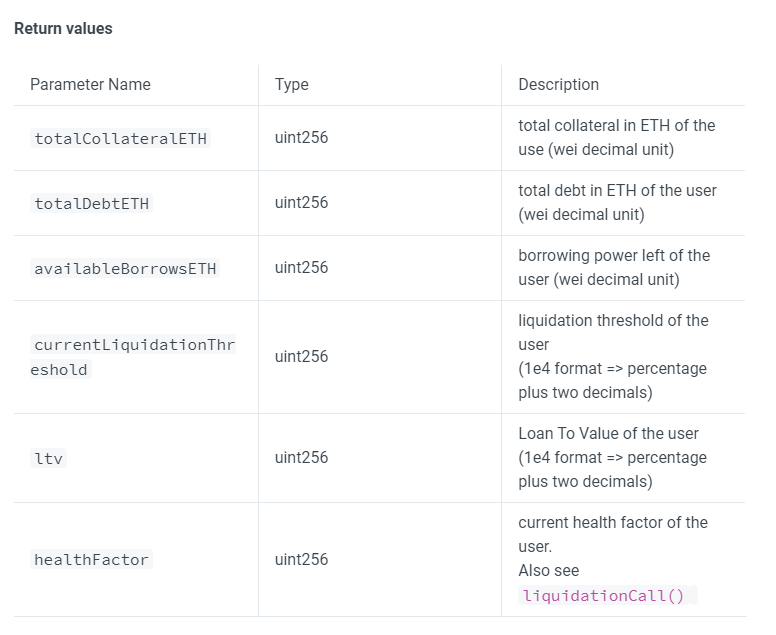 Return values
Parameter Name Type Description
totalCollateralETH uint256 total collateral in ETH of the
use (wei decimal unit)
totalDebtETH uint256 total debt in ETH of the user
(wei decimal unit)
availableBorrowsETH uint256 borrowing power left of the
user (wei decimal unit)
currentLiquidationThr
eshold uint256 liquidation threshold of the
user
(1e4 format => percentage
plus two decimals)
ltv uint256 Loan To Value of the user
(1e4 format => percentage
plus two decimals)
healthFactor uint256 current health factor of the
user.
Also see
liquidationCall()